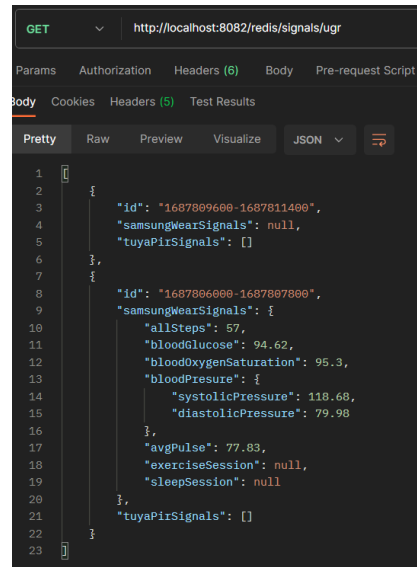 GET http://localhost:8082/redis/signals/ugr
Params Authorization Headers (6) Body Pre-request Script
Body Cookies Headers (5) Test Results
Pretty Raw Preview Visualize JSON
1 [
2 {
3 "id": "1687809600-1687811400",
4 "samsungWearSignals": null,
5 "tuyaPirSignals": []
6 },
7 {
8 "id": "1687806000-1687807800",
9 "samsungWearSignals": {
10 "allSteps": 57,
11 "bloodGlucose": 94.62,
12 "bloodOxygenSaturation": 95.3,
13 "bloodPresure": {
14 "systolicPressure": 118.68,
15 "diastolicPressure": 79.98
16 },
17 "avgPulse": 77.83,
18 "exerciseSession": null,
19 "sleepSession": null
20 },
21 "tuyaPirSignals": []
22 }
23 ]